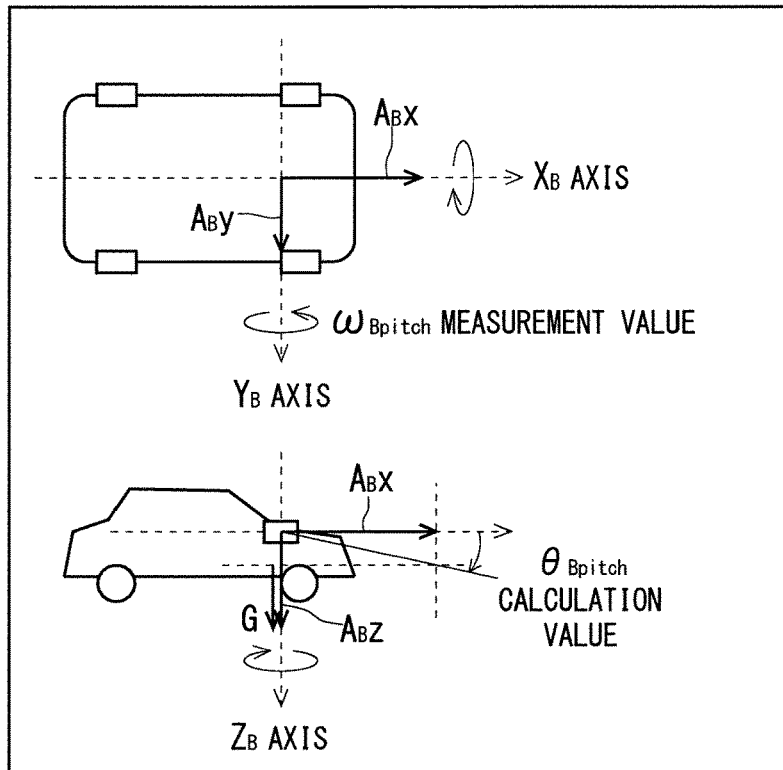 ABx
XB AXIS
ABy
ωBpitch MEASUREMENT VALUE
YB AXIS
ABx
θBpitch
CALCULATION
VALUE
G
ABz
ZB AXIS